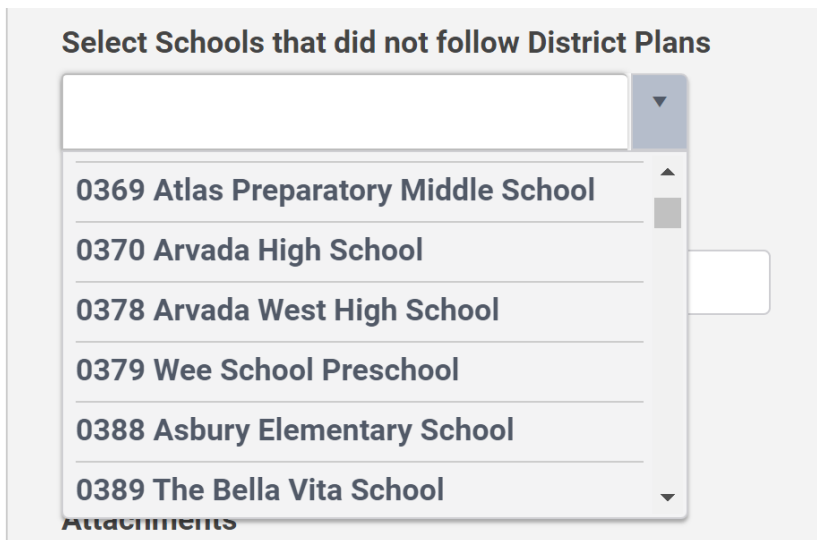 Select Schools that did not follow District Plans
0369 Atlas Preparatory Middle School
0370 Arvada High School
0378 Arvada West High School
0379 Wee School Preschool
0388 Asbury Elementary School
0389 The Bella Vita School
Attachments